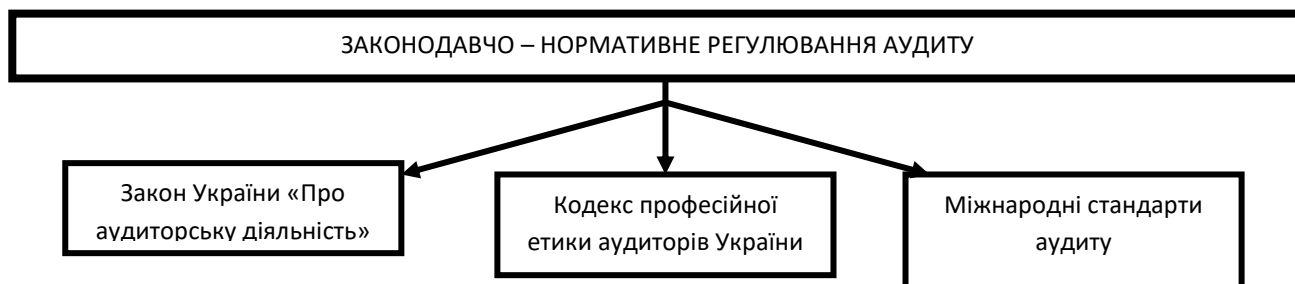 ЗАКОНОДАВЧО – НОРМАТИВНЕ РЕГУЛЮВАННЯ АУДИТУ
Закон України «Про
аудиторську діяльність»
Кодекс професійної
етики аудиторів України
Міжнародні стандарти
аудиту